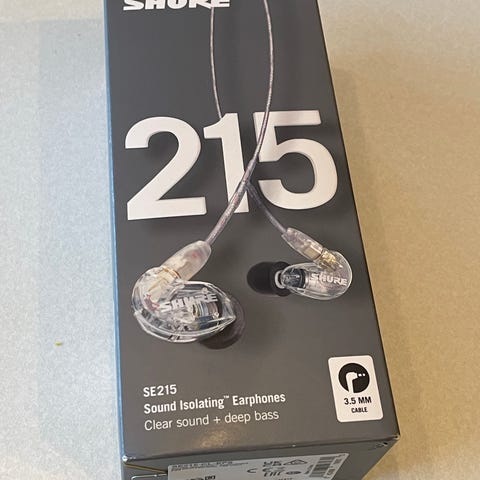 SHURE
215
SHURE
SHURE
SE215
Sound Isolating™ Earphones
Clear sound + deep bass
3.5 MM
CABLE